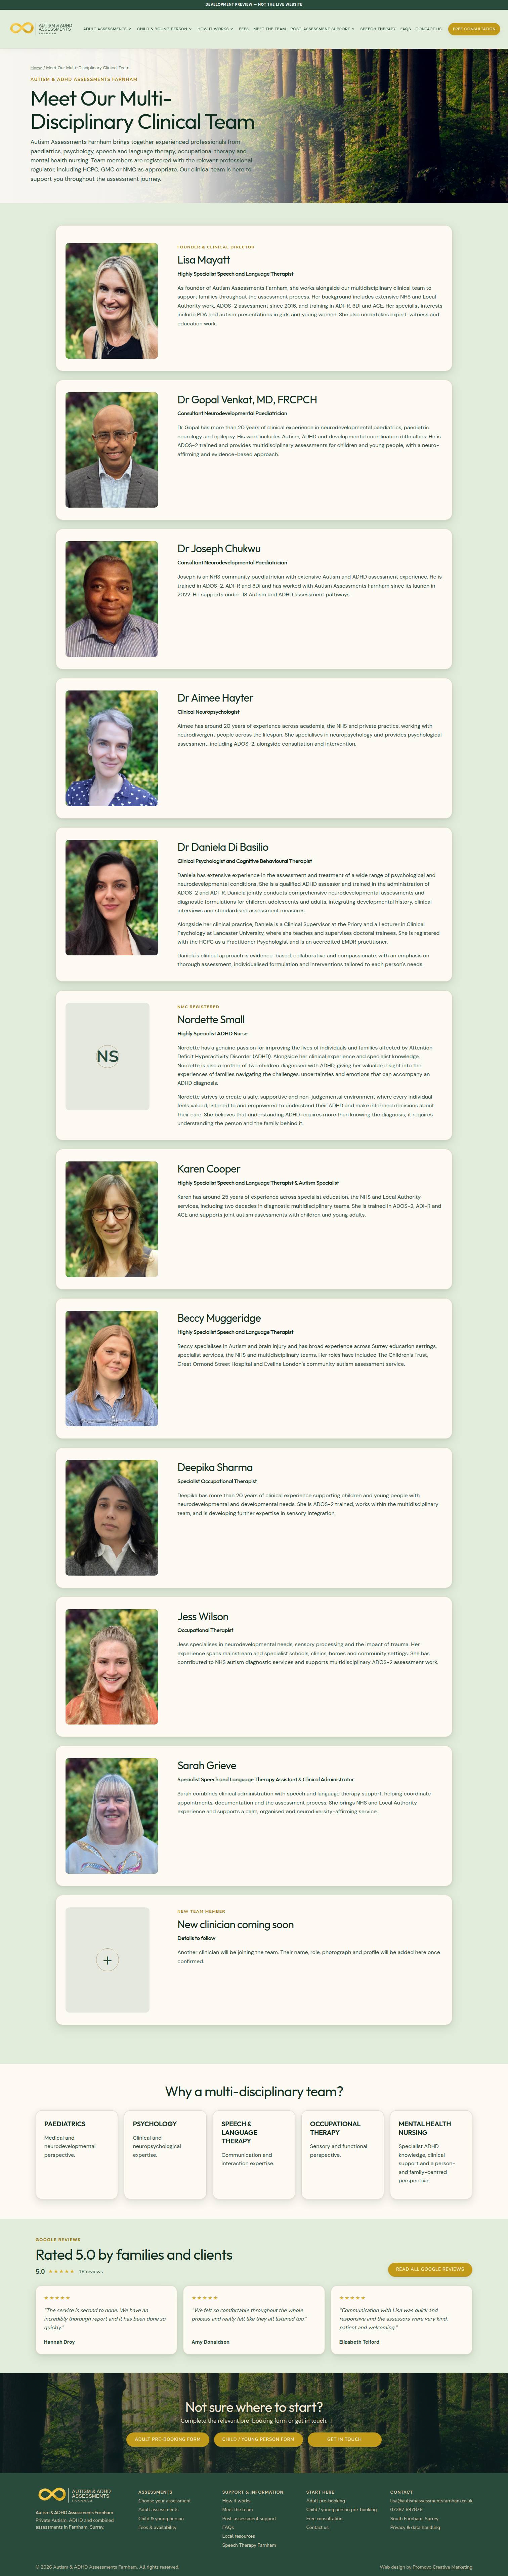 DEVELOPMENT PREVIEW — NOT THE LIVE WEBSITE
AUTISM & ADHD
ASSESSMENTS
FARNHAM
ADULT ASSESSMENTS
CHILD & YOUNG PERSON
HOW IT WORKS
FEES
MEET THE TEAM
POST-ASSESSMENT SUPPORT
SPEECH THERAPY
FAQS
CONTACT US
FREE CONSULTATION
Home / Meet Our Multi-Disciplinary Clinical Team
AUTISM & ADHD ASSESSMENTS FARNHAM
Meet Our Multi-
Disciplinary Clinical Team
Autism Assessments Farnham brings together experienced professionals from
paediatrics, psychology, speech and language therapy, occupational therapy and
mental health nursing. Team members are registered with the relevant professional
regulator, including HCPC, GMC or NMC as appropriate. Our clinical team is here to
support you throughout the assessment journey.
FOUNDER & CLINICAL DIRECTOR
Lisa Mayatt
Highly Specialist Speech and Language Therapist
As founder of Autism Assessments Farnham, she works alongside our multidisciplinary clinical team to
support families throughout the assessment process. Her background includes extensive NHS and Local
Authority work, ADOS-2 assessment since 2016, and training in ADI-R, 3Di and ACE. Her specialist interests
include PDA and autism presentations in girls and young women. She also undertakes expert-witness and
education work.
Dr Gopal Venkat, MD, FRCPCH
Consultant Neurodevelopmental Paediatrician
Dr Gopal has more than 20 years of clinical experience in neurodevelopmental paediatrics, paediatric
neurology and epilepsy. His work includes Autism, ADHD and developmental coordination difficulties. He is
ADOS-2 trained and provides multidisciplinary assessments for children and young people, with a neuro-
affirming and evidence-based approach.
Dr Joseph Chukwu
Consultant Neurodevelopmental Paediatrician
Joseph is an NHS community paediatrician with extensive Autism and ADHD assessment experience. He is
trained in ADOS-2, ADI-R and 3Di and has worked with Autism Assessments Farnham since its launch in
2022. He supports under-18 Autism and ADHD assessment pathways.
Dr Aimee Hayter
Clinical Neuropsychologist
Aimee has around 20 years of experience across academia, the NHS and private practice, working with
neurodivergent people across the lifespan. She specialises in neuropsychology and provides psychological
assessment, including ADOS-2, alongside consultation and intervention.
Dr Daniela Di Basilio
Clinical Psychologist and Cognitive Behavioural Therapist
Daniela has extensive experience in the assessment and treatment of a wide range of psychological and
neurodevelopmental conditions. She is a qualified ADHD assessor and trained in the administration of
ADOS-2 and ADI-R. Daniela jointly conducts comprehensive neurodevelopmental assessments and
diagnostic formulations for children, adolescents and adults, integrating developmental history, clinical
interviews and standardised assessment measures.
Alongside her clinical practice, Daniela is a Clinical Supervisor at the Priory and a Lecturer in Clinical
Psychology at Lancaster University, where she teaches and supervises doctoral trainees. She is registered
with the HCPC as a Practitioner Psychologist and is an accredited EMDR practitioner.
Daniela's clinical approach is evidence-based, collaborative and compassionate, with an emphasis on
thorough assessment, individualised formulation and interventions tailored to each person's needs.
NS
NMC REGISTERED
Nordette Small
Highly Specialist ADHD Nurse
Nordette has a genuine passion for improving the lives of individuals and families affected by Attention
Deficit Hyperactivity Disorder (ADHD). Alongside her clinical experience and specialist knowledge,
Nordette is also a mother of two children diagnosed with ADHD, giving her valuable insight into the
experiences of families navigating the challenges, uncertainties and emotions that can accompany an
ADHD diagnosis.
Nordette strives to create a safe, supportive and non-judgemental environment where every individual
feels valued, listened to and empowered to understand their ADHD and make informed decisions about
their care. She believes that understanding ADHD requires more than knowing the diagnosis: it requires
understanding the person and the family behind it.
Karen Cooper
Highly Specialist Speech and Language Therapist & Autism Specialist
Karen has around 25 years of experience across specialist education, the NHS and Local Authority
services, including two decades in diagnostic multidisciplinary teams. She is trained in ADOS-2, ADI-R and
ACE and supports joint autism assessments with children and young adults.
Beccy Muggeridge
Highly Specialist Speech and Language Therapist
Beccy specialises in Autism and brain injury and has broad experience across Surrey education settings,
specialist services, the NHS and multidisciplinary teams. Her roles have included The Children's Trust,
Great Ormond Street Hospital and Evelina London's community autism assessment service.
Deepika Sharma
Specialist Occupational Therapist
Deepika has more than 20 years of clinical experience supporting children and young people with
neurodevelopmental and developmental needs. She is ADOS-2 trained, works within the multidisciplinary
team, and is developing further expertise in sensory integration.
Jess Wilson
Occupational Therapist
Jess specialises in neurodevelopmental needs, sensory processing and the impact of trauma. Her
experience spans mainstream and specialist schools, clinics, homes and community settings. She has
contributed to NHS autism diagnostic services and supports multidisciplinary ADOS-2 assessment work.
Sarah Grieve
Specialist Speech and Language Therapy Assistant & Clinical Administrator
Sarah combines clinical administration with speech and language therapy support, helping coordinate
appointments, documentation and the assessment process. She brings NHS and Local Authority
experience and supports a calm, organised and neurodiversity-affirming service.
+
NEW TEAM MEMBER
New clinician coming soon
Details to follow
Another clinician will be joining the team. Their name, role, photograph and profile will be added here once
confirmed.
Why a multi-disciplinary team?
PAEDIATRICS
Medical and
neurodevelopmental
perspective.
PSYCHOLOGY
Clinical and
neuropsychological
expertise.
SPEECH &
LANGUAGE
THERAPY
Communication and
interaction expertise.
OCCUPATIONAL
THERAPY
Sensory and functional
perspective.
MENTAL HEALTH
NURSING
Specialist ADHD
knowledge, clinical
support and a person-
and family-centred
perspective.
GOOGLE REVIEWS
Rated 5.0 by families and clients
5.0 ★★★★★ 18 reviews
READ ALL GOOGLE REVIEWS
★★★★★
"The service is second to none. We have an
incredibly thorough report and it has been done so
quickly."
Hannah Droy
★★★★★
"We felt so comfortable throughout the whole
process and really felt like they all listened too."
Amy Donaldson
★★★★★
"Communication with Lisa was quick and
responsive and the assessors were very kind,
patient and welcoming."
Elizabeth Telford
Not sure where to start?
Complete the relevant pre-booking form or get in touch.
ADULT PRE-BOOKING FORM
CHILD / YOUNG PERSON FORM
GET IN TOUCH
AUTISM & ADHD
ASSESSMENTS
FARNHAM
Autism & ADHD Assessments Farnham
Private Autism, ADHD and combined
assessments in Farnham, Surrey.
ASSESSMENTS
Choose your assessment
Adult assessments
Child & young person
Fees & availability
SUPPORT & INFORMATION
How it works
Meet the team
Post-assessment support
FAQs
Local resources
Speech Therapy Farnham
START HERE
Adult pre-booking
Child / young person pre-booking
Free consultation
Contact us
CONTACT
lisa@autismassessmentsfarnham.co.uk
07387 697876
South Farnham, Surrey
Privacy & data handling
© 2026 Autism & ADHD Assessments Farnham. All rights reserved.
Web design by Promova Creative Marketing